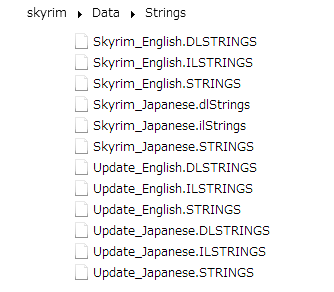 skyrim ▶ Data ▶ Strings
Skyrim_English.DLSTRINGS
Skyrim_English.ILSTRINGS
Skyrim_English.STRINGS
Skyrim_Japanese.dlStrings
Skyrim_Japanese.ilStrings
Skyrim_Japanese.STRINGS
Update_English.DLSTRINGS
Update_English.ILSTRINGS
Update_English.STRINGS
Update_Japanese.DLSTRINGS
Update_Japanese.ILSTRINGS
Update_Japanese.STRINGS